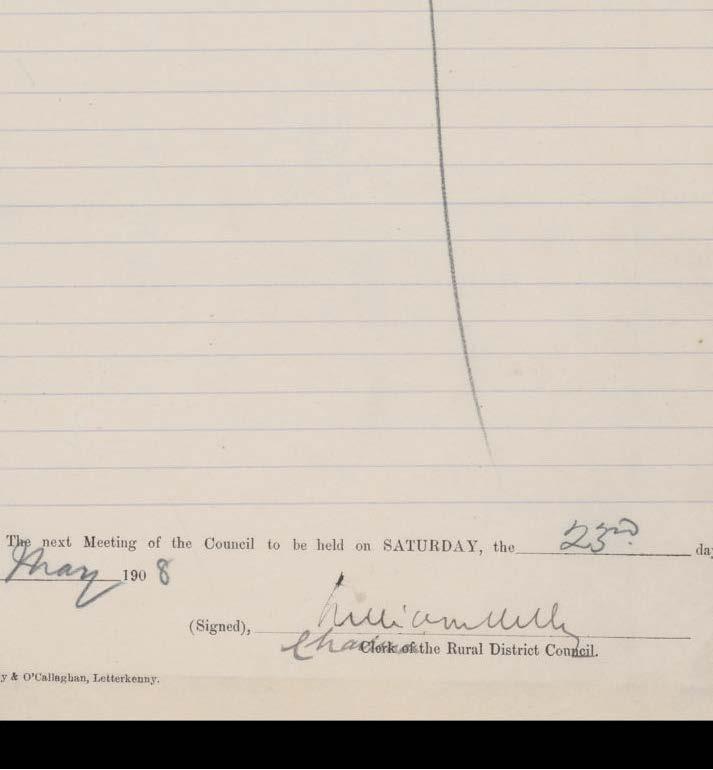 The next Meeting of the Council to be held on SATURDAY, the 23rd da
May 1908
(Signed), William
Clerk of the Rural District Council.
y & O'Callaghan, Letterkenny.